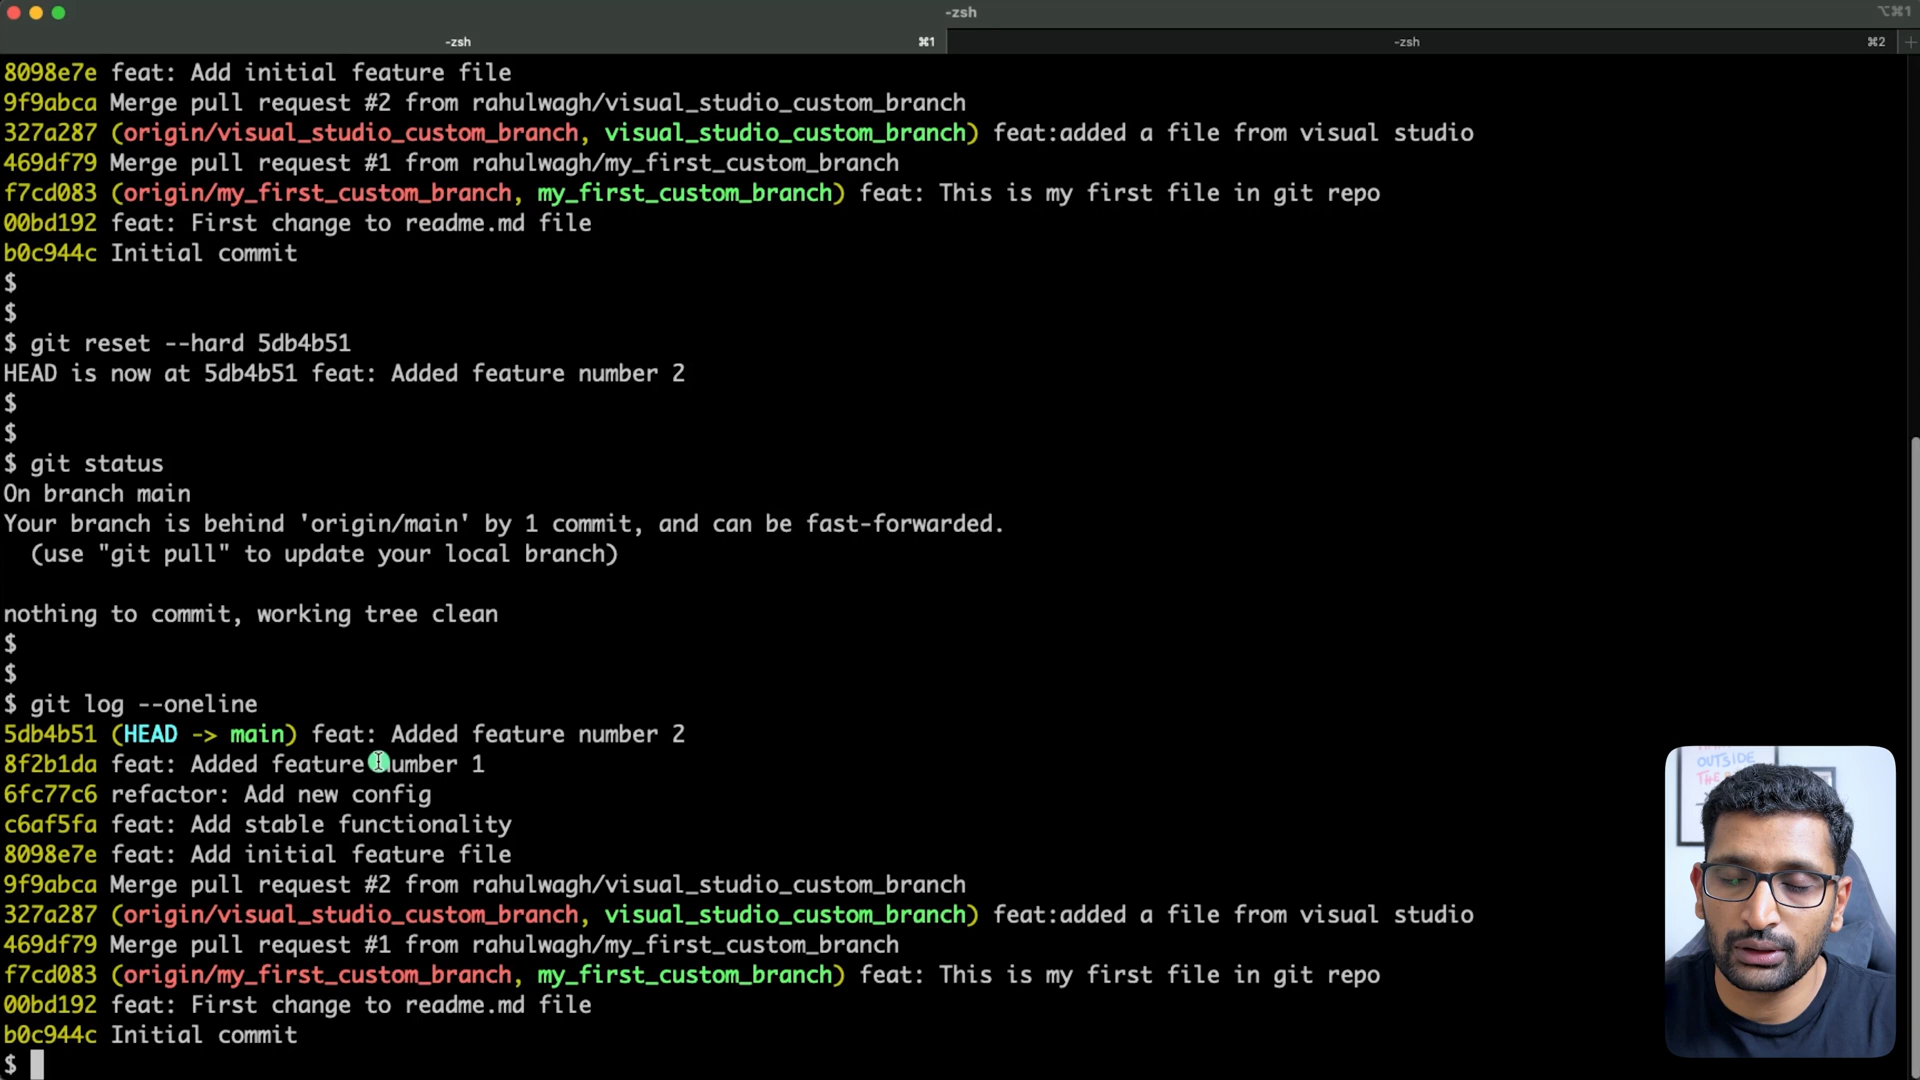 -zsh
⌥⌘1
-zsh ⌘1
-zsh ⌘2
8098e7e feat: Add initial feature file
9f9abca Merge pull request #2 from rahulwagh/visual_studio_custom_branch
327a287 (origin/visual_studio_custom_branch, visual_studio_custom_branch) feat:added a file from visual studio
469df79 Merge pull request #1 from rahulwagh/my_first_custom_branch
f7cd083 (origin/my_first_custom_branch, my_first_custom_branch) feat: This is my first file in git repo
00bd192 feat: First change to readme.md file
b0c944c Initial commit
$
$
$ git reset --hard 5db4b51
HEAD is now at 5db4b51 feat: Added feature number 2
$
$
$ git status
On branch main
Your branch is behind 'origin/main' by 1 commit, and can be fast-forwarded.
(use "git pull" to update your local branch)
nothing to commit, working tree clean
$
$
$ git log --oneline
5db4b51 (HEAD -> main) feat: Added feature number 2
8f2b1da feat: Added feature number 1
6fc77c6 refactor: Add new config
c6af5fa feat: Add stable functionality
8098e7e feat: Add initial feature file
9f9abca Merge pull request #2 from rahulwagh/visual_studio_custom_branch
327a287 (origin/visual_studio_custom_branch, visual_studio_custom_branch) feat:added a file from visual studio
469df79 Merge pull request #1 from rahulwagh/my_first_custom_branch
f7cd083 (origin/my_first_custom_branch, my_first_custom_branch) feat: This is my first file in git repo
00bd192 feat: First change to readme.md file
b0c944c Initial commit
$
OUTSIDE